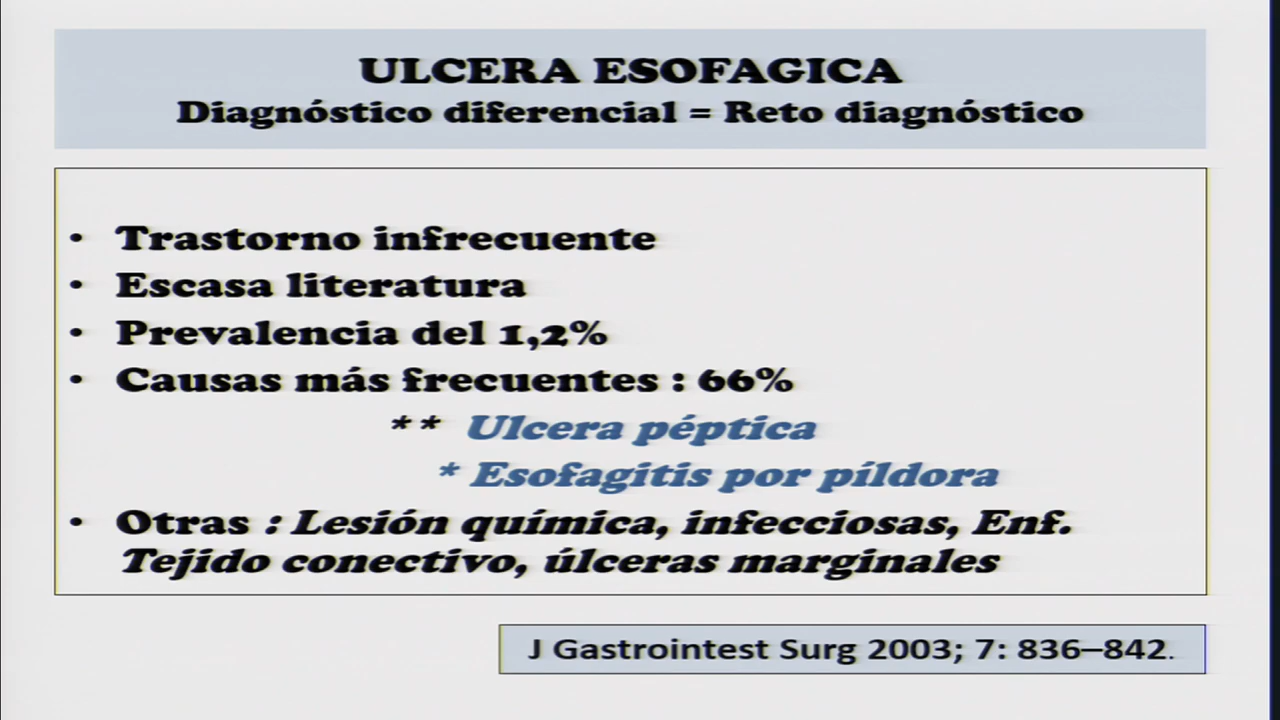 ULCERA ESOFAGICA
Diagnóstico diferencial = Reto diagnóstico
• Trastorno infrecuente
• Escasa literatura
• Prevalencia del 1,2%
• Causas más frecuentes : 66%
** Ulcera péptica
* Esofagitis por píldora
• Otras : Lesión química, infecciosas, Enf.
Tejido conectivo, úlceras marginales
J Gastrointest Surg 2003; 7: 836–842.